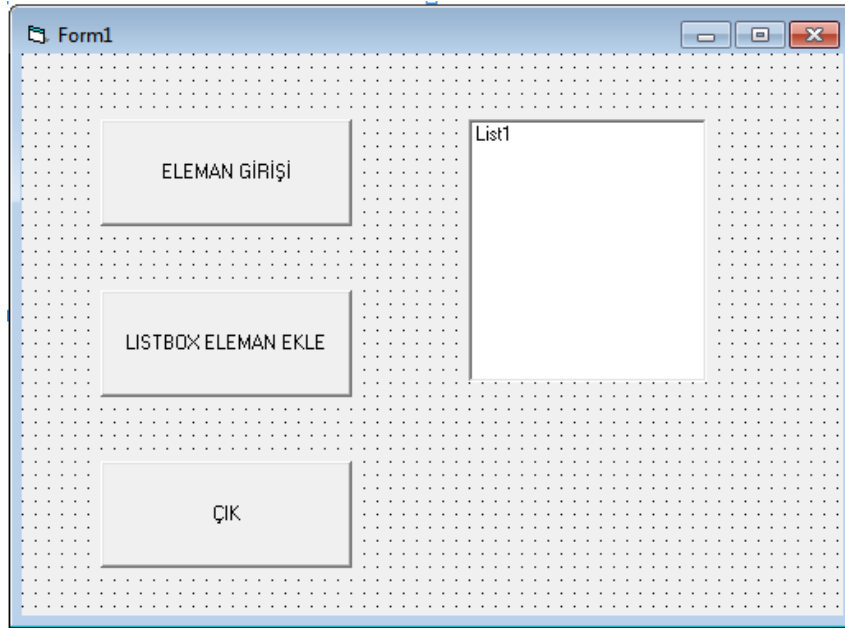 Form1
ELEMAN GİRİŞİ
List1
LISTBOX ELEMAN EKLE
ÇIK